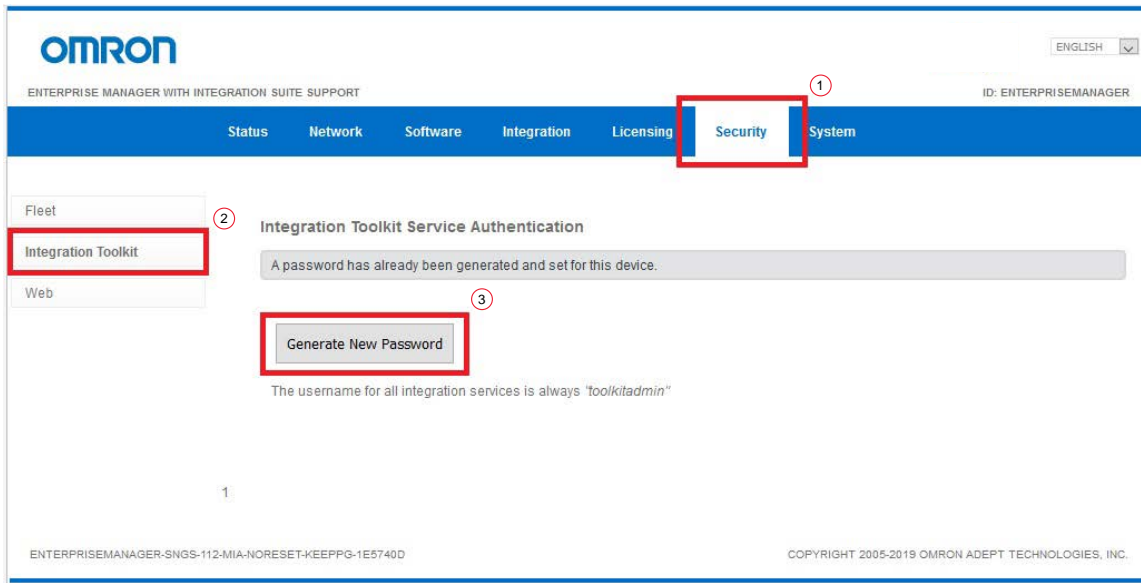 OMRON
ENGLISH
ENTERPRISE MANAGER WITH INTEGRATION SUITE SUPPORT
1
ID: ENTERPRISEMANAGER
Status Network Software Integration Licensing Security System
Fleet
2
Integration Toolkit Service Authentication
Integration Toolkit
A password has already been generated and set for this device.
Web
3
Generate New Password
The username for all integration services is always "toolkitadmin"
1
ENTERPRISEMANAGER-SNGS-112-MIA-NORESET-KEEPPG-1E5740D
COPYRIGHT 2005-2019 OMRON ADEPT TECHNOLOGIES, INC.